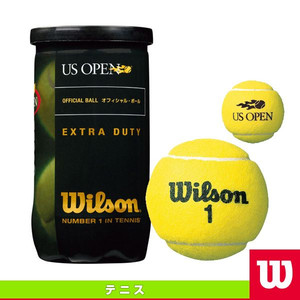 US OPEN
OFFICIAL BALL オフィシャル・ボール
EXTRA DUTY
Wilson
NUMBER 1 IN TENNIS
US OPEN
Wilson
1
テニス
W